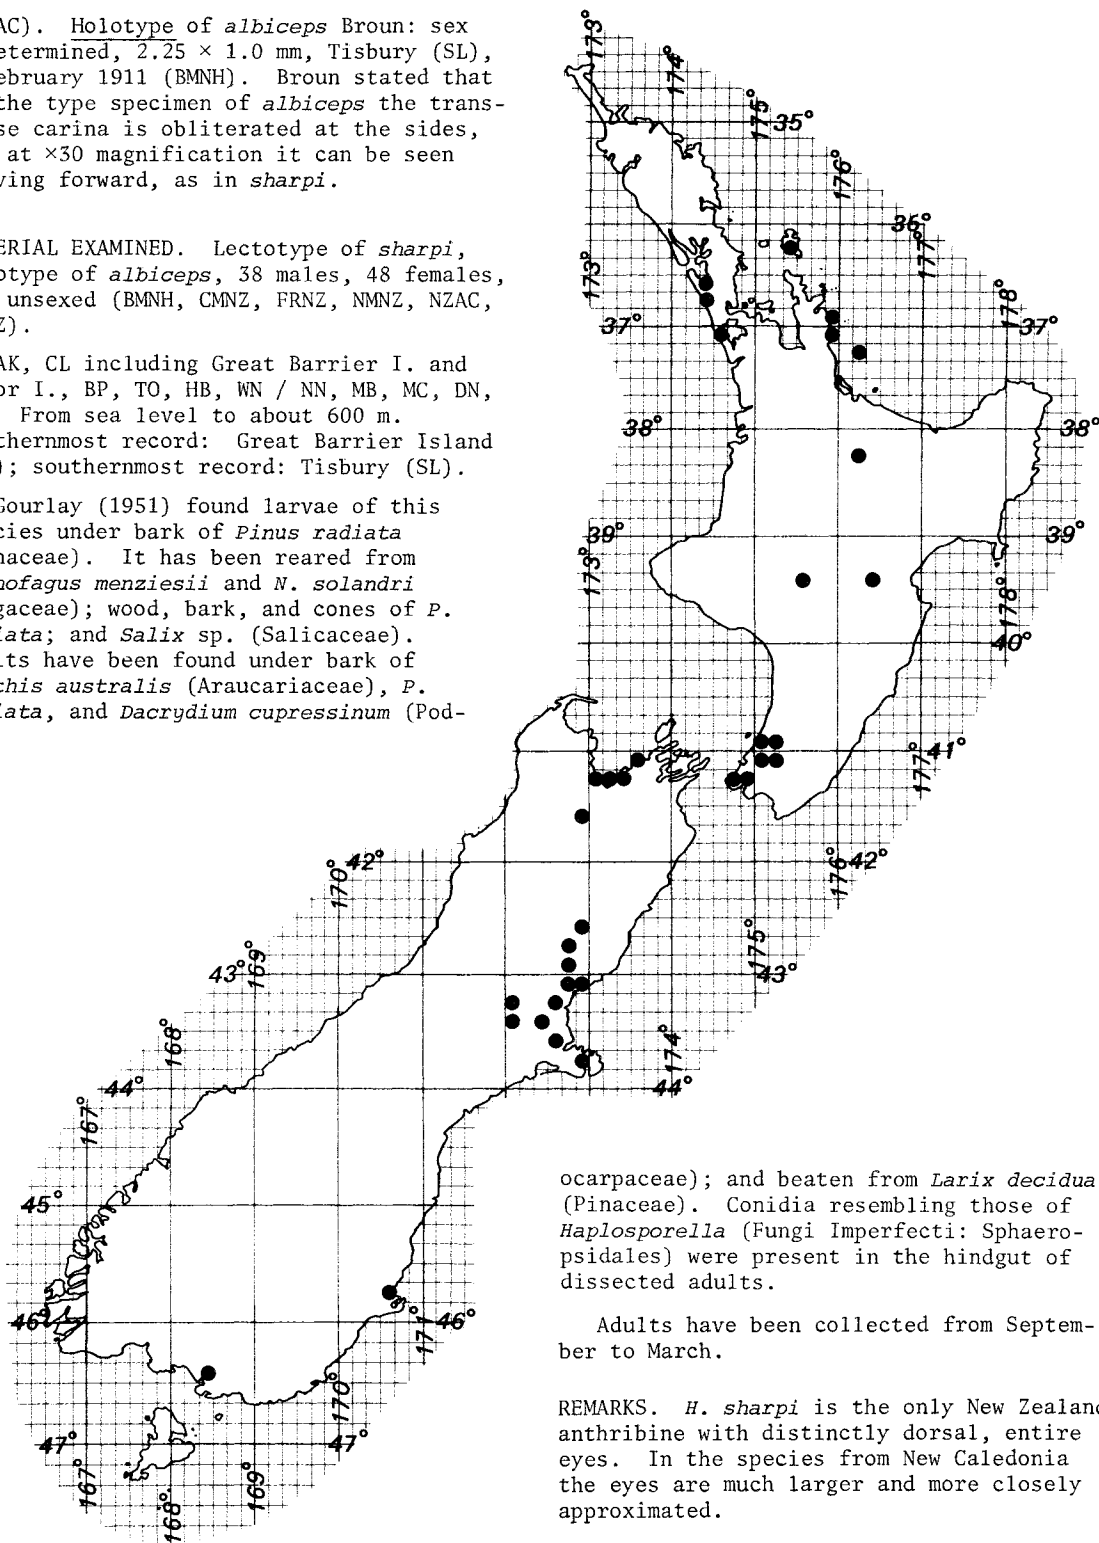 AC). Holotype of albiceps Broun: sex
etermined, 2.25 × 1.0 mm, Tisbury (SL),
ebruary 1911 (BMNH). Broun stated that
the type specimen of albiceps the trans-
se carina is obliterated at the sides,
at ×30 magnification it can be seen
ving forward, as in sharpi.
ERIAL EXAMINED. Lectotype of sharpi,
otype of albiceps, 38 males, 48 females,
unsexed (BMNH, CMNZ, FRNZ, NMNZ, NZAC,
Z).
AK, CL including Great Barrier I. and
or I., BP, TO, HB, WN / NN, MB, MC, DN,
From sea level to about 600 m.
thernmost record: Great Barrier Island
); southernmost record: Tisbury (SL).
Gourlay (1951) found larvae of this
cies under bark of Pinus radiata
naceae). It has been reared from
hofagus menziesii and N. solandri
gaceae); wood, bark, and cones of P.
iata; and Salix sp. (Salicaceae).
lts have been found under bark of
this australis (Araucariaceae), P.
iata, and Dacrydium cupressinum (Pod-
ocarpaceae); and beaten from Larix decidua
(Pinaceae). Conidia resembling those of
Haplosporella (Fungi Imperfecti: Sphaero-
psidales) were present in the hindgut of
dissected adults.
Adults have been collected from Septem-
ber to March.
REMARKS. H. sharpi is the only New Zealan
anthribine with distinctly dorsal, entire
eyes. In the species from New Caledonia
the eyes are much larger and more closely
approximated.
173°
174°
175°
35°
176°
36°
177°
173°
178°
37°
37°
38°
38°
39°
39°
173°
178°
40°
41°
177°
42°
170°
176°
42°
175°
43°
169°
43°
168°
174°
44°
44°
167°
45°
46°
171°
46°
170°
47°
47°
167°
169°
168°